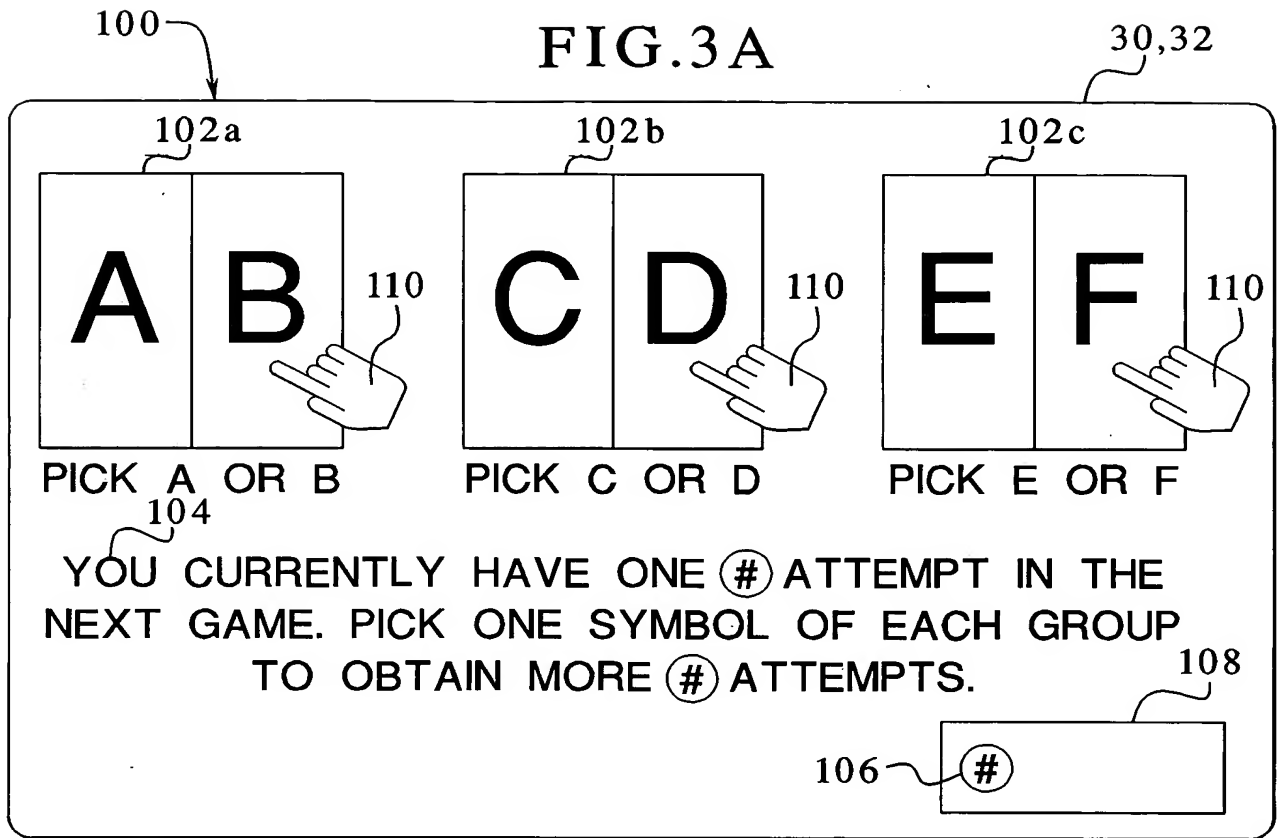 FIG.3A
100
30,32
102a
102b
102c
A B
C D
E F
110
110
110
PICK A OR B
PICK C OR D
PICK E OR F
104
YOU CURRENTLY HAVE ONE # ATTEMPT IN THE
NEXT GAME. PICK ONE SYMBOL OF EACH GROUP
TO OBTAIN MORE # ATTEMPTS.
108
106
#